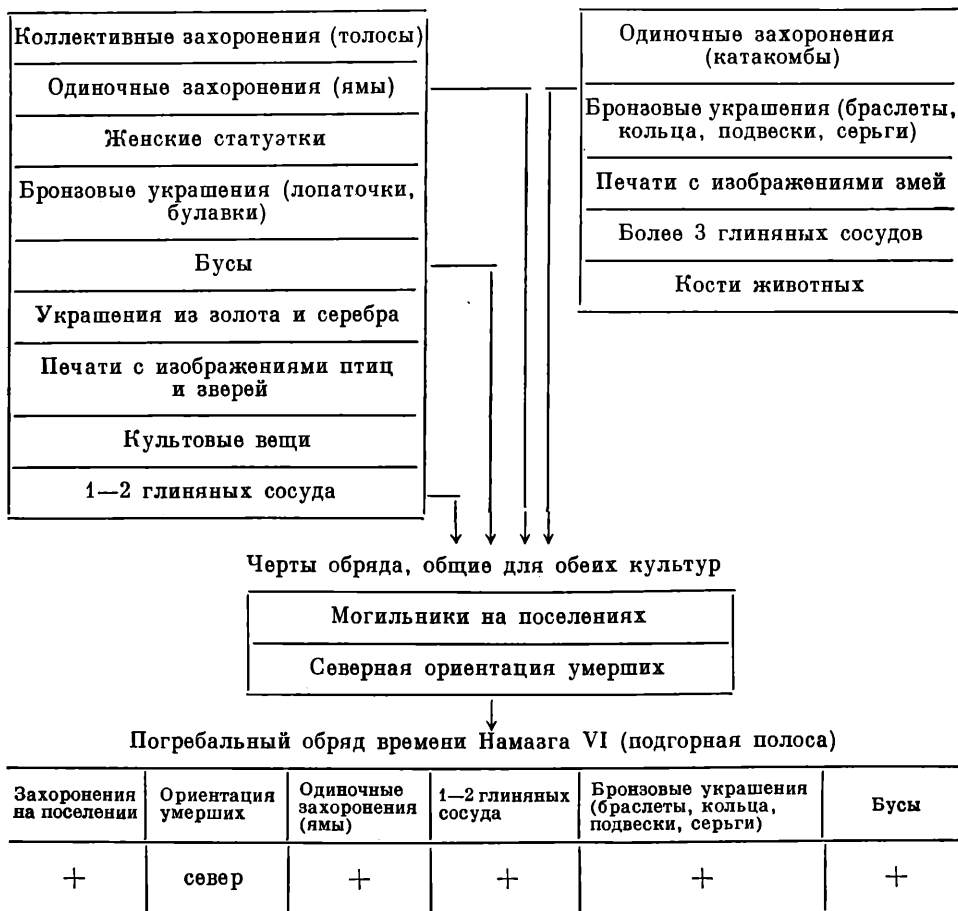 Коллективные захоронения (толосы)
Одиночные захоронения (ямы)
Женские статуэтки
Бронзовые украшения (лопаточки,
булавки)
Бусы
Украшения из золота и серебра
Печати с изображениями птиц
и зверей
Культовые вещи
1—2 глиняных сосуда
Одиночные захоронения
(катакомбы)
Бронзовые украшения (браслеты,
кольца, подвески, серьги)
Печати с изображениями змей
Более 3 глиняных сосудов
Кости животных
Черты обряда, общие для обеих культур
Могильники на поселениях
Северная ориентация умерших
Погребальный обряд времени Намазга VI (подгорная полоса)
Захоронения
на поселении
Ориентация
умерших
Одиночные
захоронения
(ямы)
1—2 глиняных
сосуда
Бронзовые украшения
(браслеты, кольца,
подвески, серьги)
Бусы
+
север
+
+
+
+